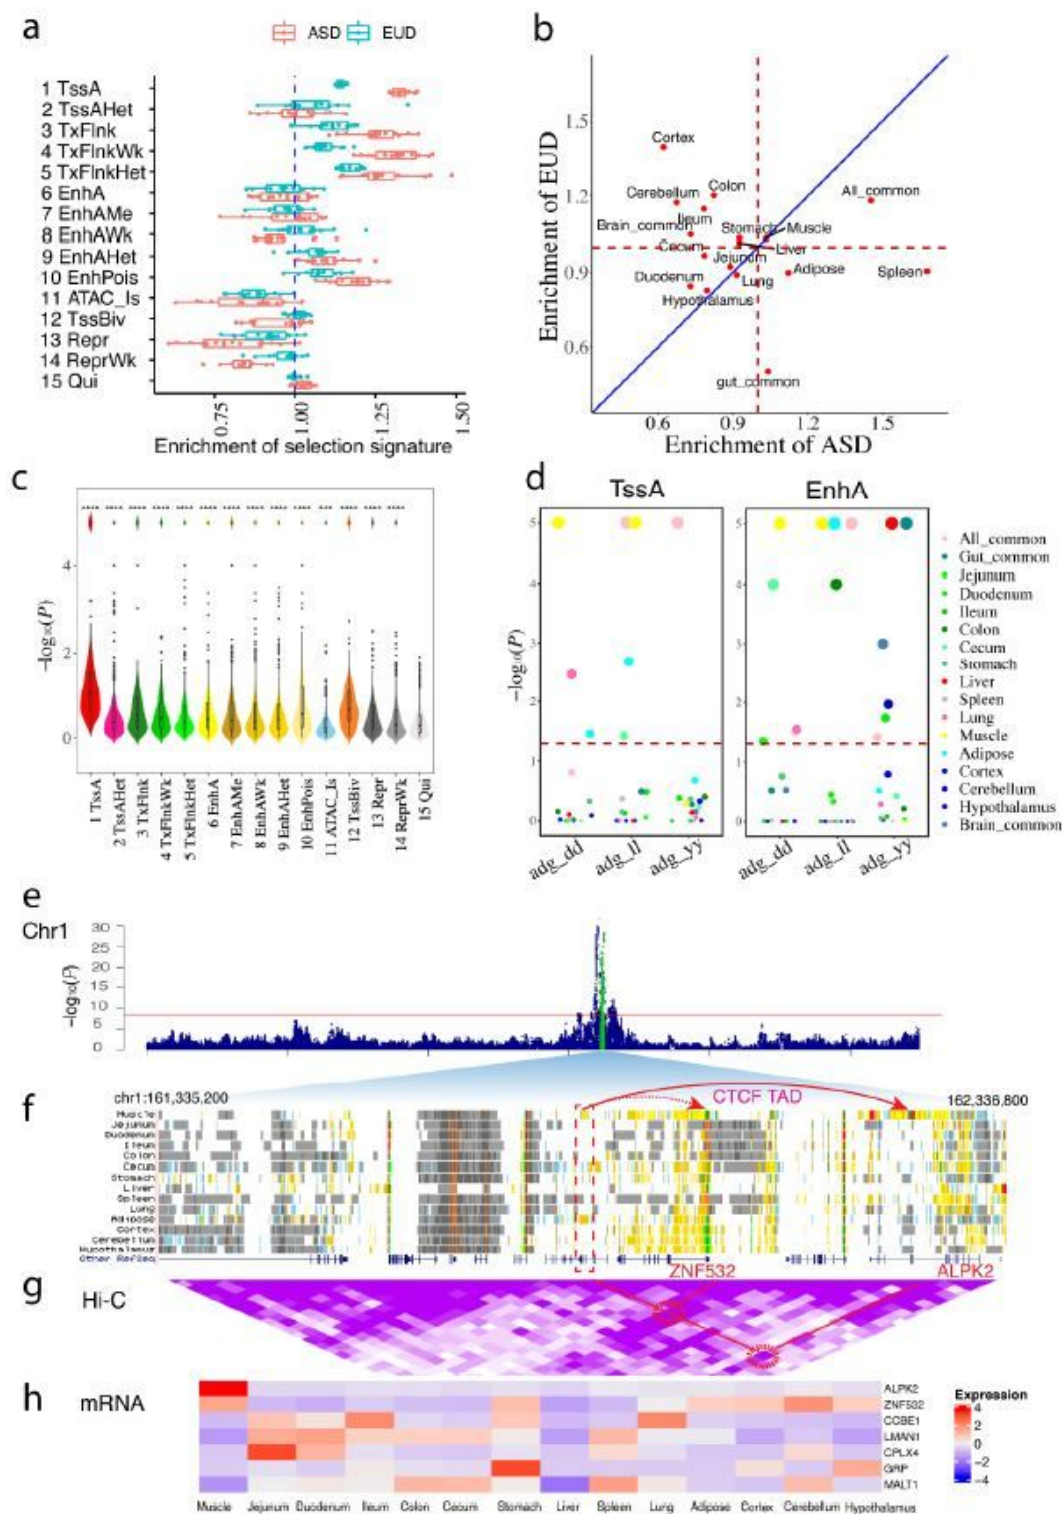 a
ASD EUD
1 TssA
2 TssAHet
3 TxFlnk
4 TxFlnkWk
5 TxFlnkHet
6 EnhA
7 EnhAMe
8 EnhAWk
9 EnhAHet
10 EnhPois
11 ATAC_Is
12 TssBiv
13 Repr
14 ReprWk
15 Qui
0.75 1.00 1.25 1.50
Enrichment of selection signature
b
Enrichment of EUD
1.5
1.2
0.9
0.6
Cortex
Cerebellum
Colon
All_common
Ileum
Brain_common
Stomach
Muscle
Cecum
Liver
Jejunum
Adipose
Spleen
Duodenum
Lung
Hypothalamus
gut_common
0.6 0.9 1.2 1.5
Enrichment of ASD
c
-log10(P)
4
2
0
1 TssA
2 TssAHet
3 TxFlnk
4 TxFlnkWk
5 TxFlnkHet
6 EnhA
7 EnhAMe
8 EnhAWk
9 EnhAHet
10 EnhPois
11 ATAC_Is
12 TssBiv
13 Repr
14 ReprWk
15 Qui
d
TssA EnhA
-log10(P)
5 5
4 4
3 3
2 2
1 1
0 0
adg_dd adg_ll adg_yy adg_dd adg_ll adg_yy
All_common
Gut_common
Jejunum
Duodenum
Ileum
Colon
Cecum
Stomach
Liver
Spleen
Lung
Muscle
Adipose
Cortex
Cerebellum
Hypothalamus
Brain_common
e
Chr1
-log10(P)
30
25
20
15
10
5
0
f
chr1:161,335,200 CTCF TAD 162,336,800
Muscle
Jejunum
Duodenum
Ileum
Colon
Cecum
Stomach
Liver
Spleen
Lung
Adipose
Cortex
Cerebellum
Hypothalamus
Other RefSeq
ZNF532 ALPK2
g
Hi-C
h
mRNA
ALPK2
ZNF532
CCBE1
LMAN1
CPLX4
GRP
MALT1
Expression
4
2
0
-2
-4
Muscle Jejunum Duodenum Ileum Colon Cecum Stomach Liver Spleen Lung Adipose Cortex Cerebellum Hypothalamus